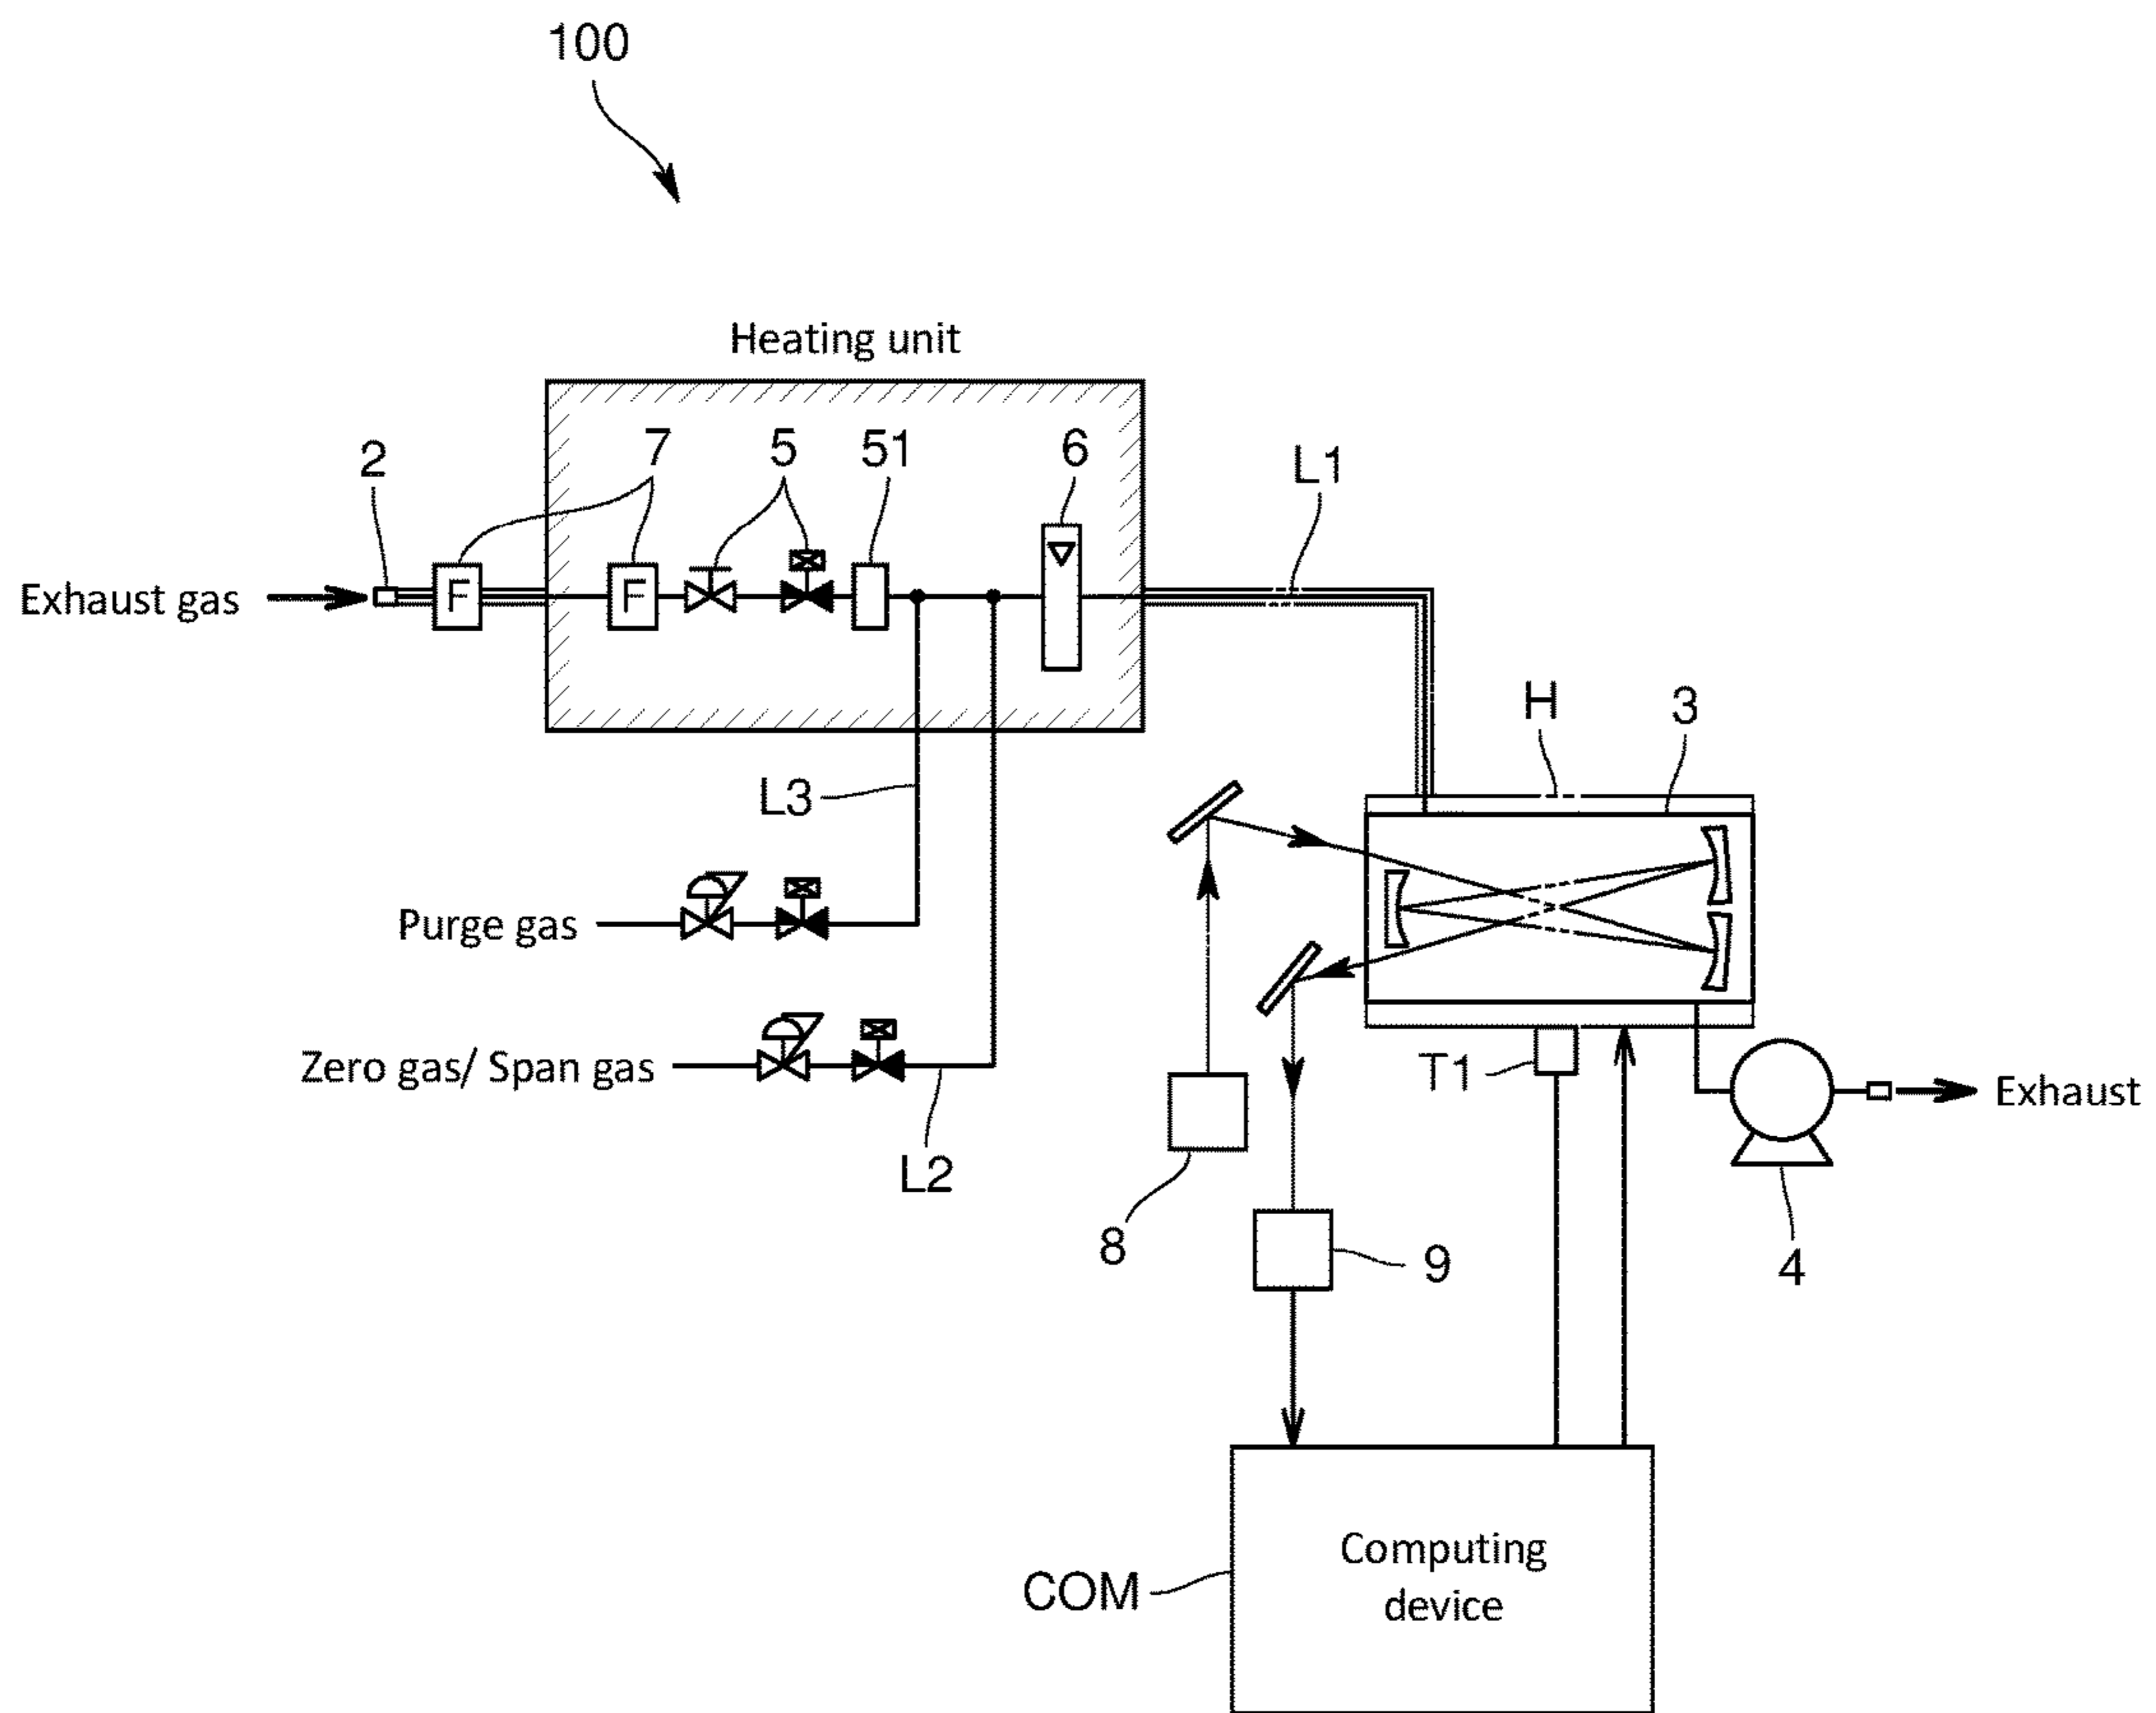 100
Heating unit
2
7
5
51
6
L1
Exhaust gas
F
F
H
3
L3
Purge gas
Zero gas/ Span gas
T1
Exhaust
L2
8
9
4
COM
Computing
device